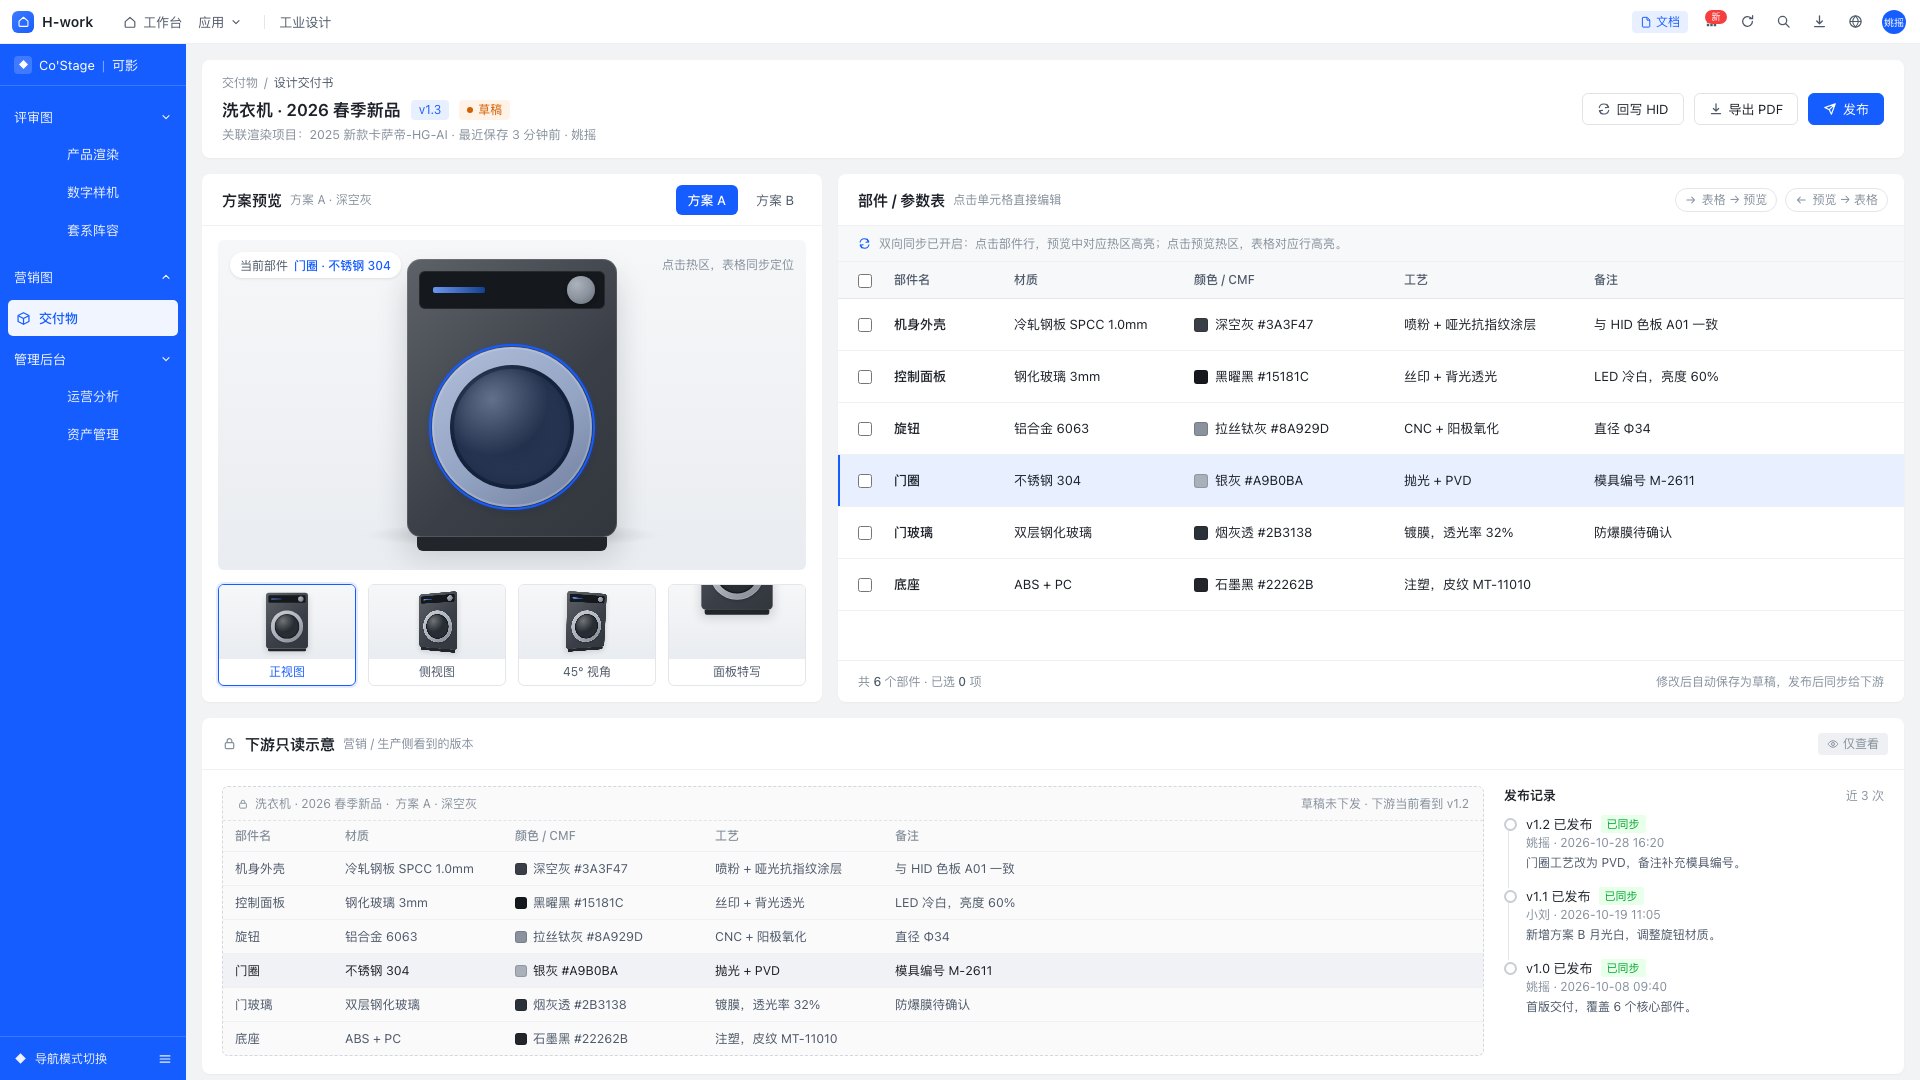 H-work
工作台
应用
工业设计
文档
新
姚摇
Co'Stage | 可影
评审图
产品渲染
数字样机
套系阵容
营销图
交付物
管理后台
运营分析
资产管理
导航模式切换
交付物 / 设计交付书
洗衣机 · 2026 春季新品 v1.3 草稿
关联渲染项目：2025 新款卡萨帝-HG-AI · 最近保存 3 分钟前 · 姚摇
回写 HID
导出 PDF
发布
方案预览 方案 A · 深空灰
方案 A
方案 B
当前部件 门圈 · 不锈钢 304
点击热区，表格同步定位
正视图
侧视图
45° 视角
面板特写
部件 / 参数表 点击单元格直接编辑
→ 表格 → 预览
← 预览 → 表格
双向同步已开启：点击部件行，预览中对应热区高亮；点击预览热区，表格对应行高亮。
部件名 材质 颜色 / CMF 工艺 备注
机身外壳 冷轧钢板 SPCC 1.0mm 深空灰 #3A3F47 喷粉 + 哑光抗指纹涂层 与 HID 色板 A01 一致
控制面板 钢化玻璃 3mm 黑曜黑 #15181C 丝印 + 背光透光 LED 冷白，亮度 60%
旋钮 铝合金 6063 拉丝钛灰 #8A929D CNC + 阳极氧化 直径 Φ34
门圈 不锈钢 304 银灰 #A9B0BA 抛光 + PVD 模具编号 M-2611
门玻璃 双层钢化玻璃 烟灰透 #2B3138 镀膜，透光率 32% 防爆膜待确认
底座 ABS + PC 石墨黑 #22262B 注塑，皮纹 MT-11010
共 6 个部件 · 已选 0 项
修改后自动保存为草稿，发布后同步给下游
下游只读示意 营销 / 生产侧看到的版本
仅查看
洗衣机 · 2026 春季新品 · 方案 A · 深空灰
草稿未下发 · 下游当前看到 v1.2
部件名 材质 颜色 / CMF 工艺 备注
机身外壳 冷轧钢板 SPCC 1.0mm 深空灰 #3A3F47 喷粉 + 哑光抗指纹涂层 与 HID 色板 A01 一致
控制面板 钢化玻璃 3mm 黑曜黑 #15181C 丝印 + 背光透光 LED 冷白，亮度 60%
旋钮 铝合金 6063 拉丝钛灰 #8A929D CNC + 阳极氧化 直径 Φ34
门圈 不锈钢 304 银灰 #A9B0BA 抛光 + PVD 模具编号 M-2611
门玻璃 双层钢化玻璃 烟灰透 #2B3138 镀膜，透光率 32% 防爆膜待确认
底座 ABS + PC 石墨黑 #22262B 注塑，皮纹 MT-11010
发布记录 近 3 次
v1.2 已发布 已同步
姚摇 · 2026-10-28 16:20
门圈工艺改为 PVD，备注补充模具编号。
v1.1 已发布 已同步
小刘 · 2026-10-19 11:05
新增方案 B 月光白，调整旋钮材质。
v1.0 已发布 已同步
姚摇 · 2026-10-08 09:40
首版交付，覆盖 6 个核心部件。